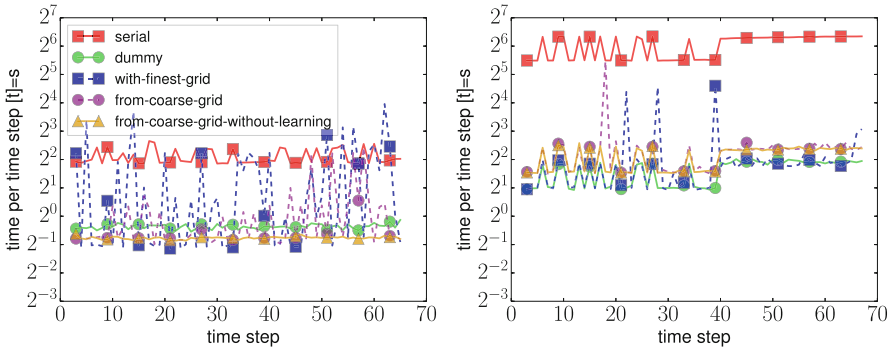 2^7
2^6
2^5
2^4
2^3
2^2
2^1
2^0
2^{-1}
2^{-2}
2^{-3}
time per time step [t]=s
serial
dummy
with-finest-grid
from-coarse-grid
from-coarse-grid-without-learning
0 10 20 30 40 50 60 70
time step
2^7
2^6
2^5
2^4
2^3
2^2
2^1
2^0
2^{-1}
2^{-2}
2^{-3}
time per time step [t]=s
0 10 20 30 40 50 60 70
time step